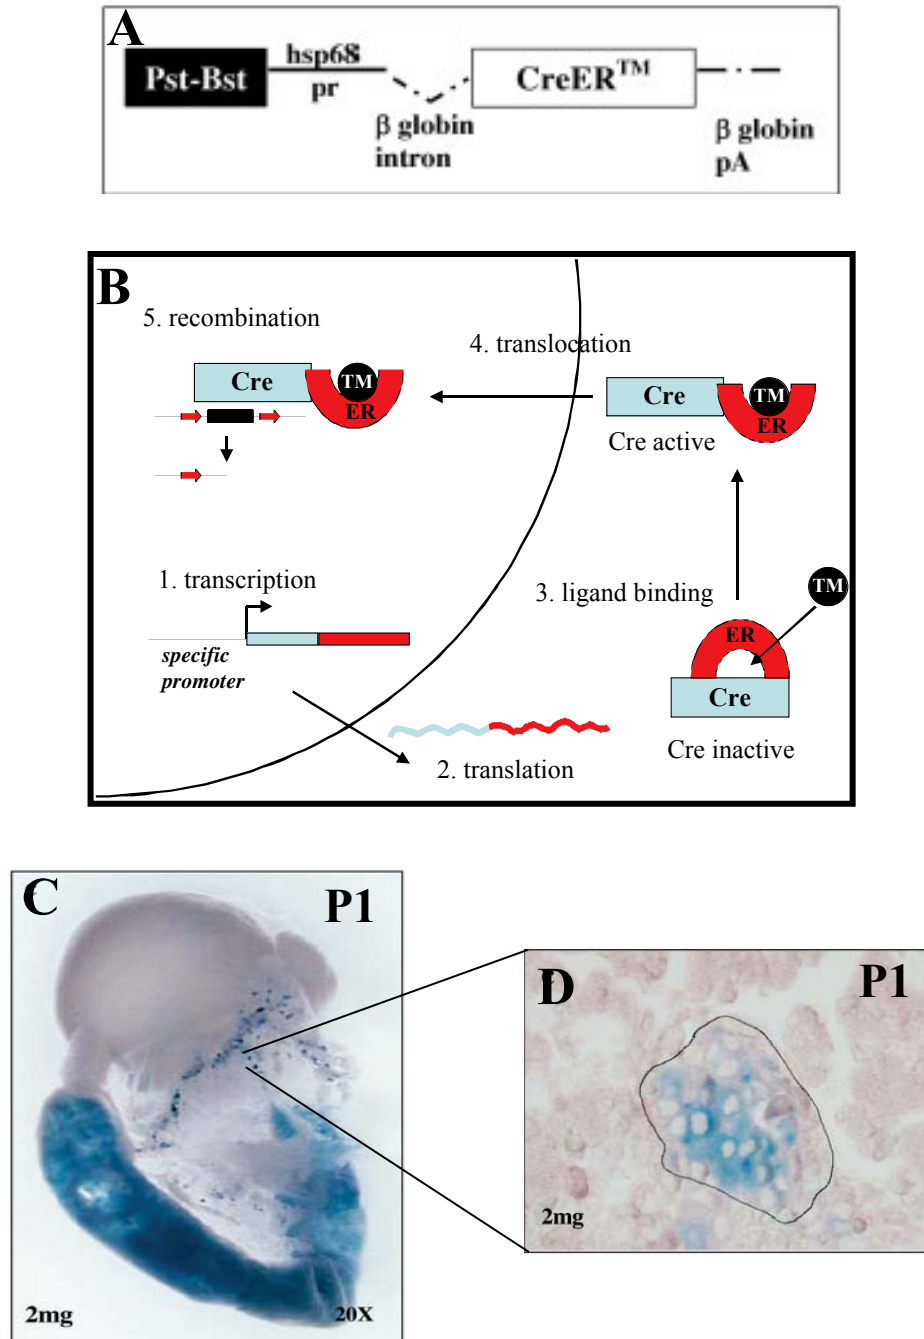 A
Pst-Bst
hsp68
pr
β globin
intron
CreER™
β globin
pA
B
5. recombination
Cre
TM
ER
4. translocation
Cre
TM
ER
Cre active
1. transcription
specific
promoter
3. ligand binding
TM
ER
Cre
Cre inactive
2. translation
C
P1
2mg
20X
D
P1
2mg